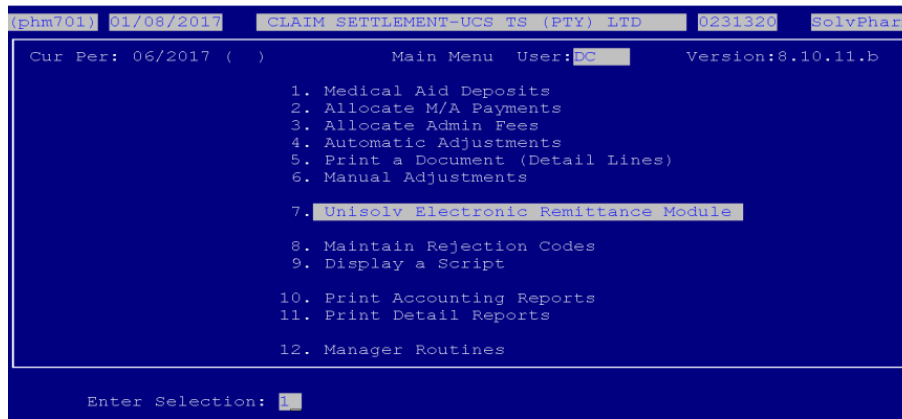 (phm701) 01/08/2017 CLAIM SETTLEMENT-UCS TS (PTY) LTD 0231320 SolvPhar
Cur Per: 06/2017 ( ) Main Menu User:DC Version:8.10.11.b
1. Medical Aid Deposits
2. Allocate M/A Payments
3. Allocate Admin Fees
4. Automatic Adjustments
5. Print a Document (Detail Lines)
6. Manual Adjustments
7. Unisolv Electronic Remittance Module
8. Maintain Rejection Codes
9. Display a Script
10. Print Accounting Reports
11. Print Detail Reports
12. Manager Routines
Enter Selection: 1_